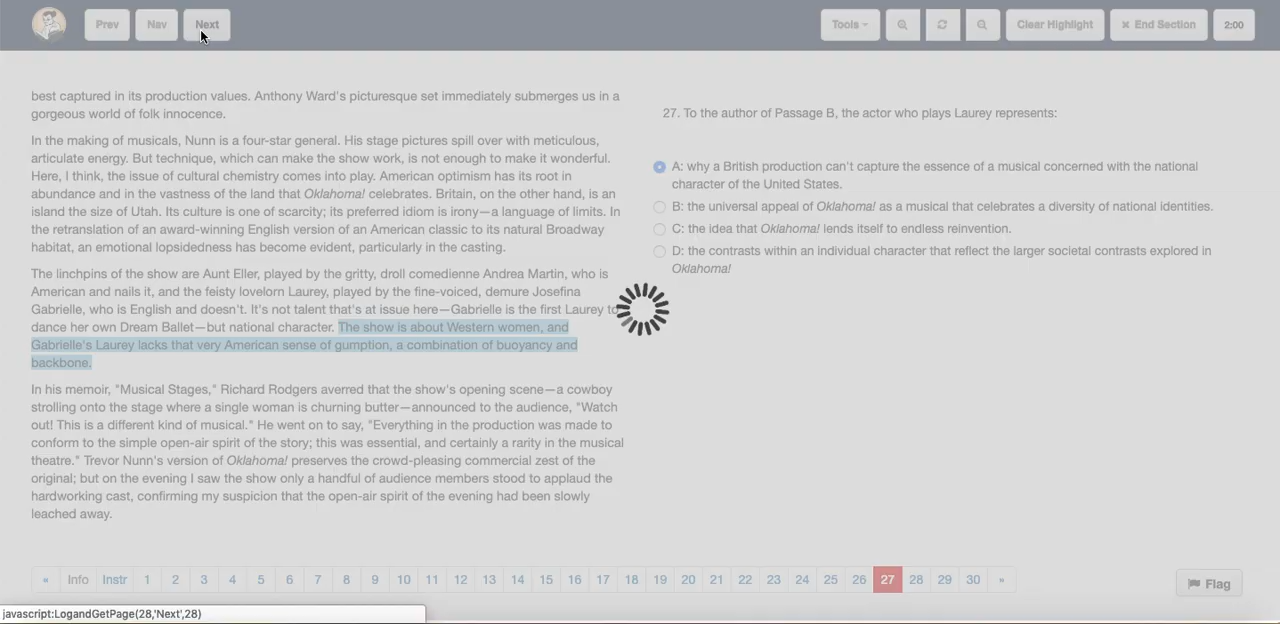 Prev Nav Next Tools Clear Highlight ✖ End Section 2:00
best captured in its production values. Anthony Ward's picturesque set immediately submerges us in a
gorgeous world of folk innocence.
In the making of musicals, Nunn is a four-star general. His stage pictures spill over with meticulous,
articulate energy. But technique, which can make the show work, is not enough to make it wonderful.
Here, I think, the issue of cultural chemistry comes into play. American optimism has its root in
abundance and in the vastness of the land that Oklahoma! celebrates. Britain, on the other hand, is an
island the size of Utah. Its culture is one of scarcity; its preferred idiom is irony—a language of limits. In
the retranslation of an award-winning English version of an American classic to its natural Broadway
habitat, an emotional lopsidedness has become evident, particularly in the casting.
The linchpins of the show are Aunt Eller, played by the gritty, droll comedienne Andrea Martin, who is
American and nails it, and the feisty lovelorn Laurey, played by the fine-voiced, demure Josefina
Gabrielle, who is English and doesn't. It's not talent that's at issue here—Gabrielle is the first Laurey to
dance her own Dream Ballet—but national character. The show is about Western women, and
Gabrielle's Laurey lacks that very American sense of gumption, a combination of buoyancy and
backbone.
In his memoir, "Musical Stages," Richard Rodgers averred that the show's opening scene—a cowboy
strolling onto the stage where a single woman is churning butter—announced to the audience, "Watch
out! This is a different kind of musical." He went on to say, "Everything in the production was made to
conform to the simple open-air spirit of the story; this was essential, and certainly a rarity in the musical
theatre." Trevor Nunn's version of Oklahoma! preserves the crowd-pleasing commercial zest of the
original; but on the evening I saw the show only a handful of audience members stood to applaud the
hardworking cast, confirming my suspicion that the open-air spirit of the evening had been slowly
leached away.
27. To the author of Passage B, the actor who plays Laurey represents:
A: why a British production can't capture the essence of a musical concerned with the national
character of the United States.
B: the universal appeal of Oklahoma! as a musical that celebrates a diversity of national identities.
C: the idea that Oklahoma! lends itself to endless reinvention.
D: the contrasts within an individual character that reflect the larger societal contrasts explored in
Oklahoma!
« Info Instr 1 2 3 4 5 6 7 8 9 10 11 12 13 14 15 16 17 18 19 20 21 22 23 24 25 26 27 28 29 30 » Flag
javascript:LogandGetPage(28,'Next',28)